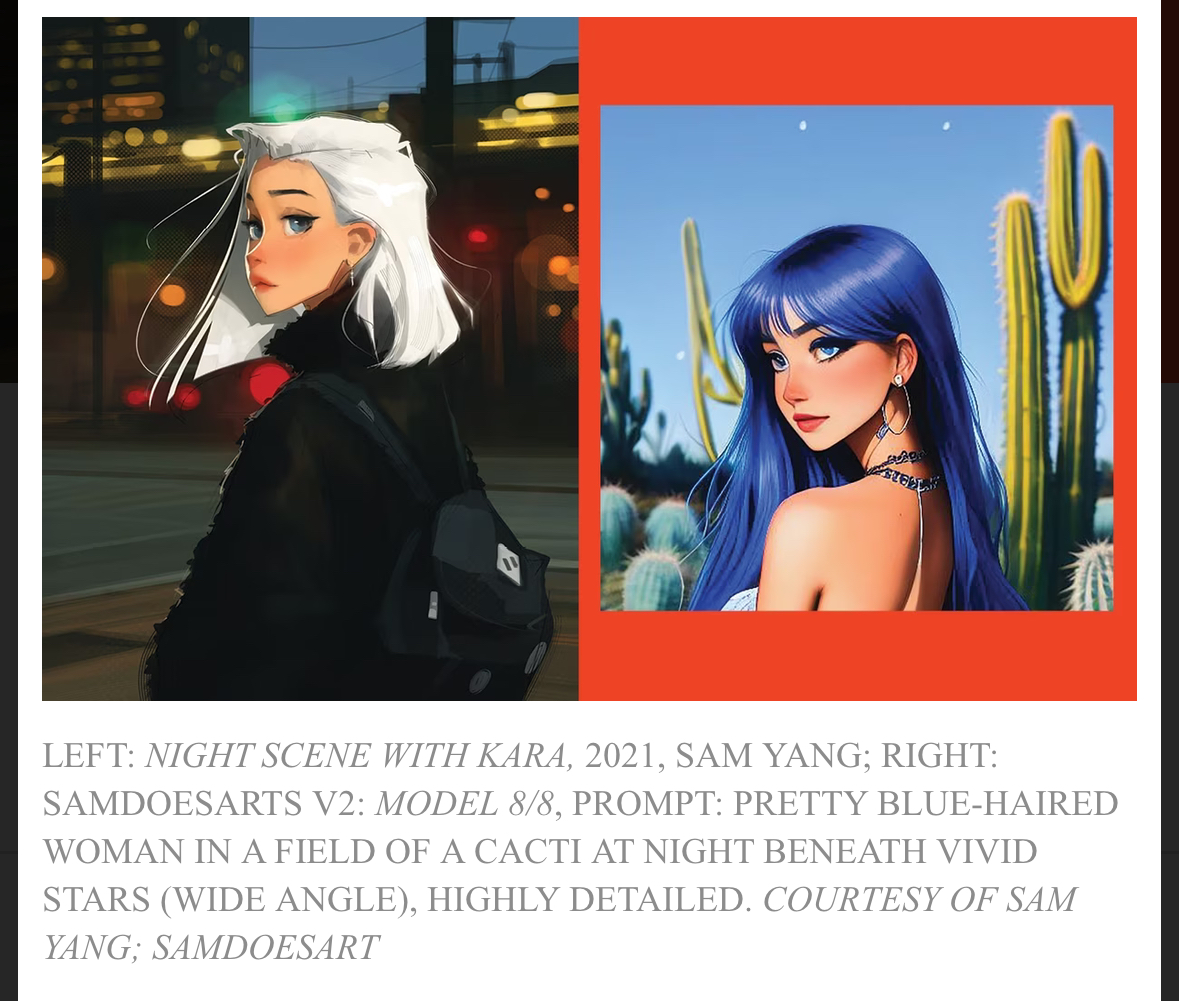 LEFT: NIGHT SCENE WITH KARA, 2021, SAM YANG; RIGHT:
SAMDOESARTS V2: MODEL 8/8, PROMPT: PRETTY BLUE-HAIRED
WOMAN IN A FIELD OF A CACTI AT NIGHT BENEATH VIVID
STARS (WIDE ANGLE), HIGHLY DETAILED. COURTESY OF SAM
YANG; SAMDOESART